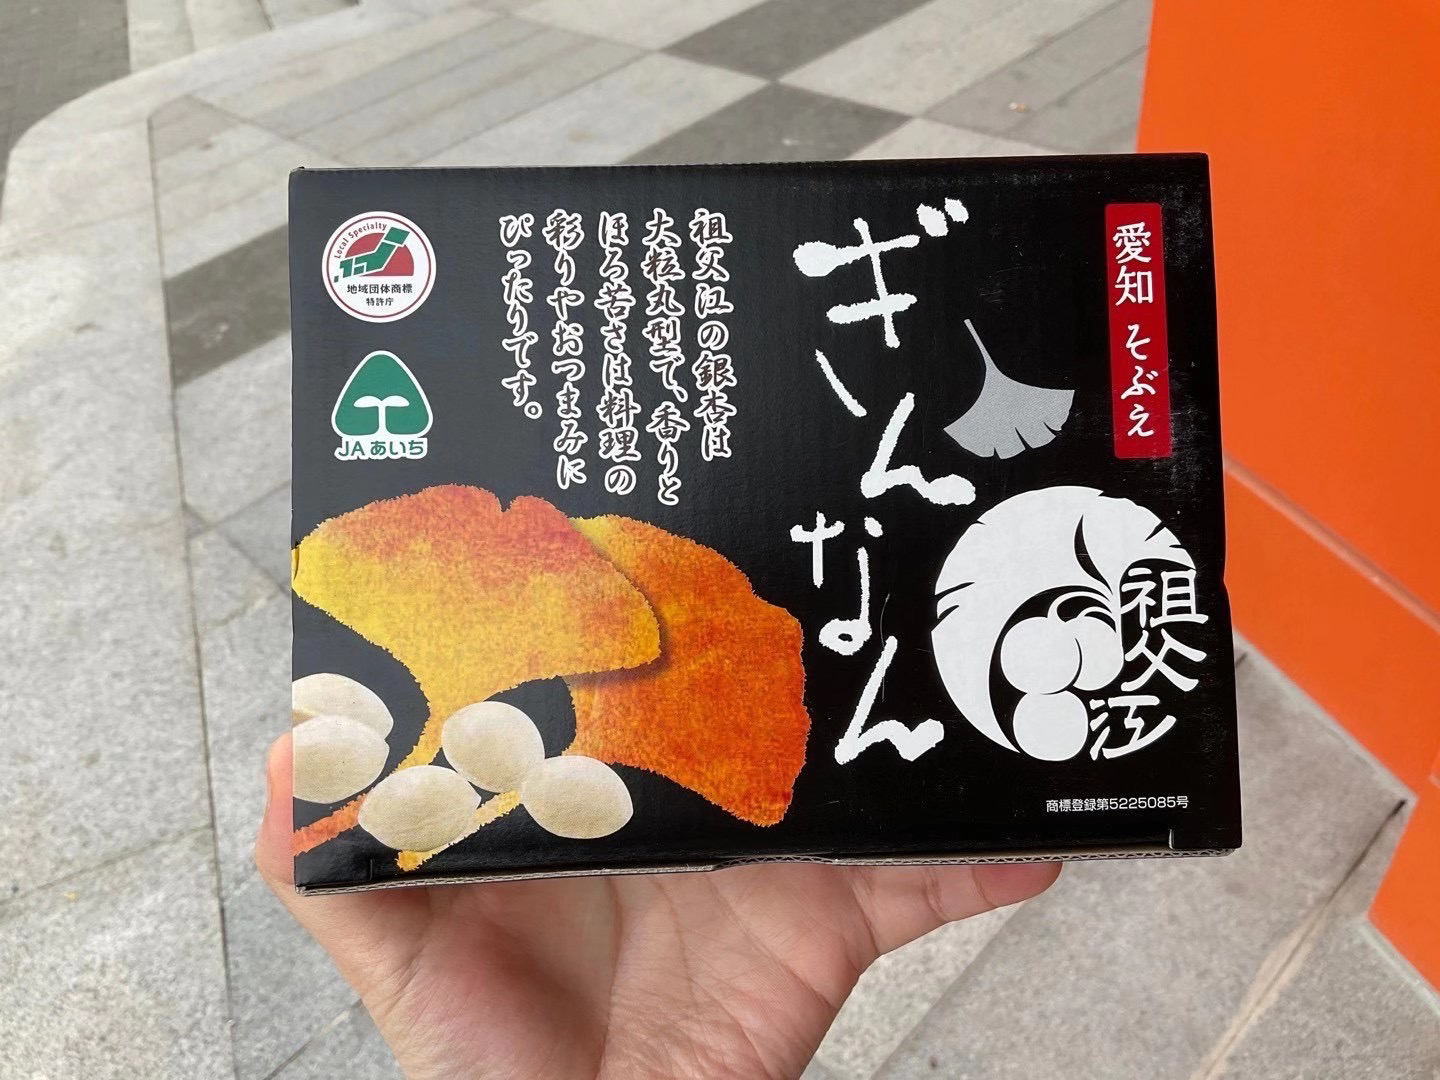 愛知 そぶえ
ぎんなん
祖父江
祖父江の銀杏は
大粒丸型で、香りと
ほろ苦さは料理の
彩りやおつまみに
ぴったりです。
Local Specialty
地域団体商標
特許庁
JAあいち
商標登録第5225085号